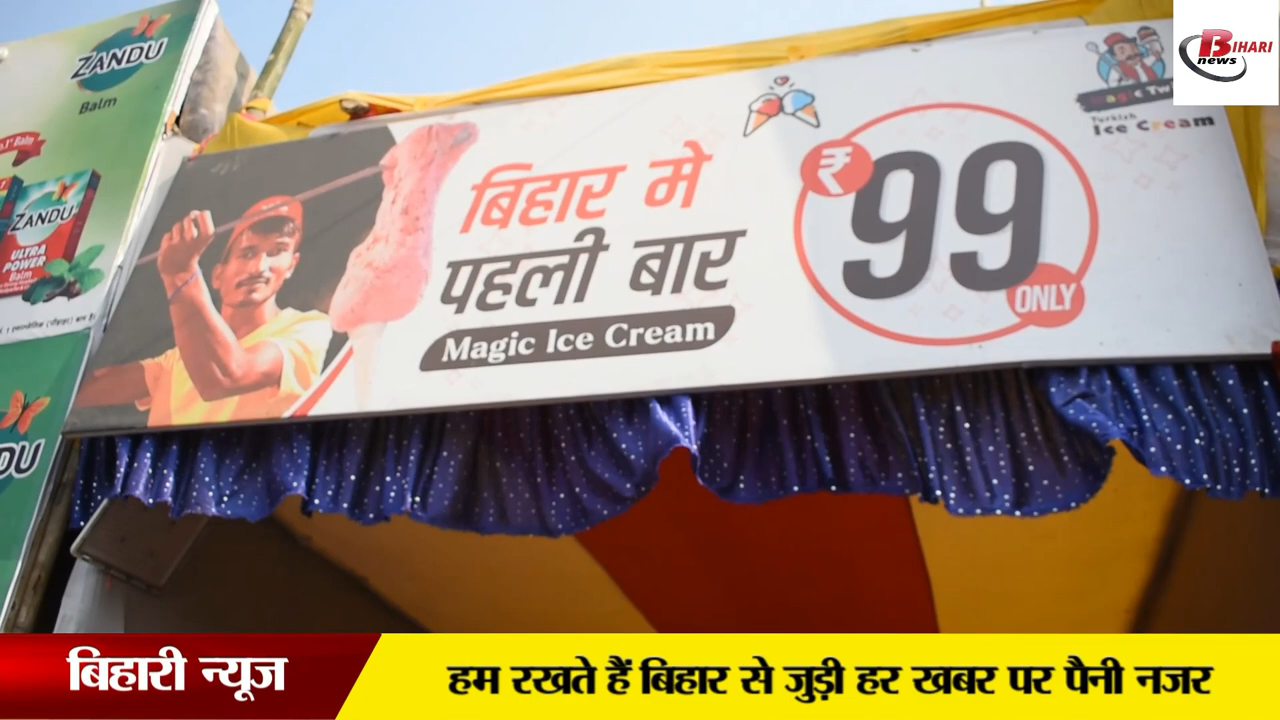 ZANDU
Balm
ZANDU
ULTRA
POWER
Balm
बिहार मे
पहली बार
Magic Ice Cream
₹99
ONLY
Turkish
Ice Cream
BIHARI
news
बिहारी न्यूज
हम रखते हैं बिहार से जुड़ी हर खबर पर पैनी नजर